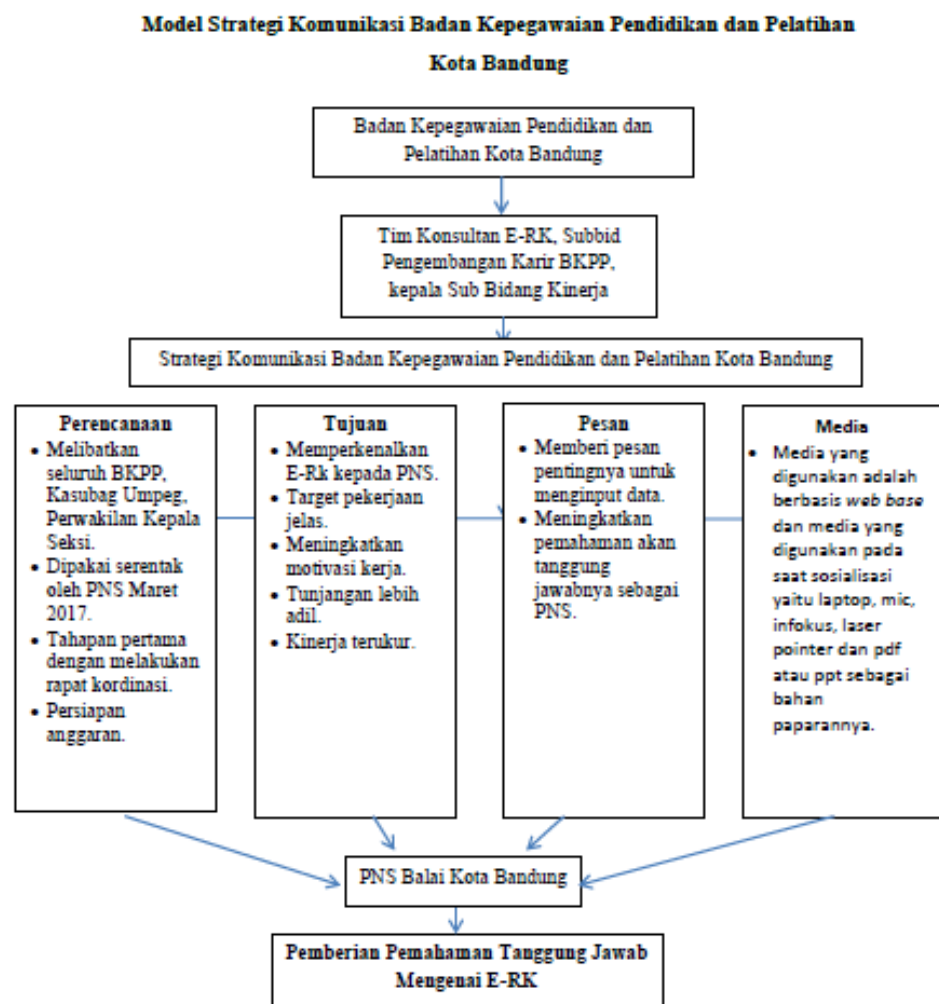 Model Strategi Komunikasi Badan Kepegawaian Pendidikan dan Pelatihan
Kota Bandung
Badan Kepegawaian Pendidikan dan
Pelatihan Kota Bandung
Tim Konsultan E-RK, Subbid
Pengembangan Karir BKPP,
kepala Sub Bidang Kinerja
Strategi Komunikasi Badan Kepegawaian Pendidikan dan Pelatihan Kota Bandung
Perencanaan
• Melibatkan
seluruh BKPP,
Kasubag Umpeg,
Perwakilan Kepala
Seksi.
• Dipakai serentak
oleh PNS Maret
2017.
• Tahapan pertama
dengan melakukan
rapat kordinasi.
• Persiapan
anggaran.
Tujuan
• Memperkenalkan
E-Rk kepada PNS.
• Target pekerjaan
jelas.
• Meningkatkan
motivasi kerja.
• Tunjangan lebih
adil.
• Kinerja terukur.
Pesan
• Memberi pesan
pentingnya untuk
menginput data.
• Meningkatkan
pemahaman akan
tanggung
jawabnya sebagai
PNS.
Media
• Media yang
digunakan adalah
berbasis web base
dan media yang
digunakan pada
saat sosialisasi
yaitu laptop, mic,
infokus, laser
pointer dan pdf
atau ppt sebagai
bahan
paparannya.
PNS Balai Kota Bandung
Pemberian Pemahaman Tanggung Jawab
Mengenai E-RK